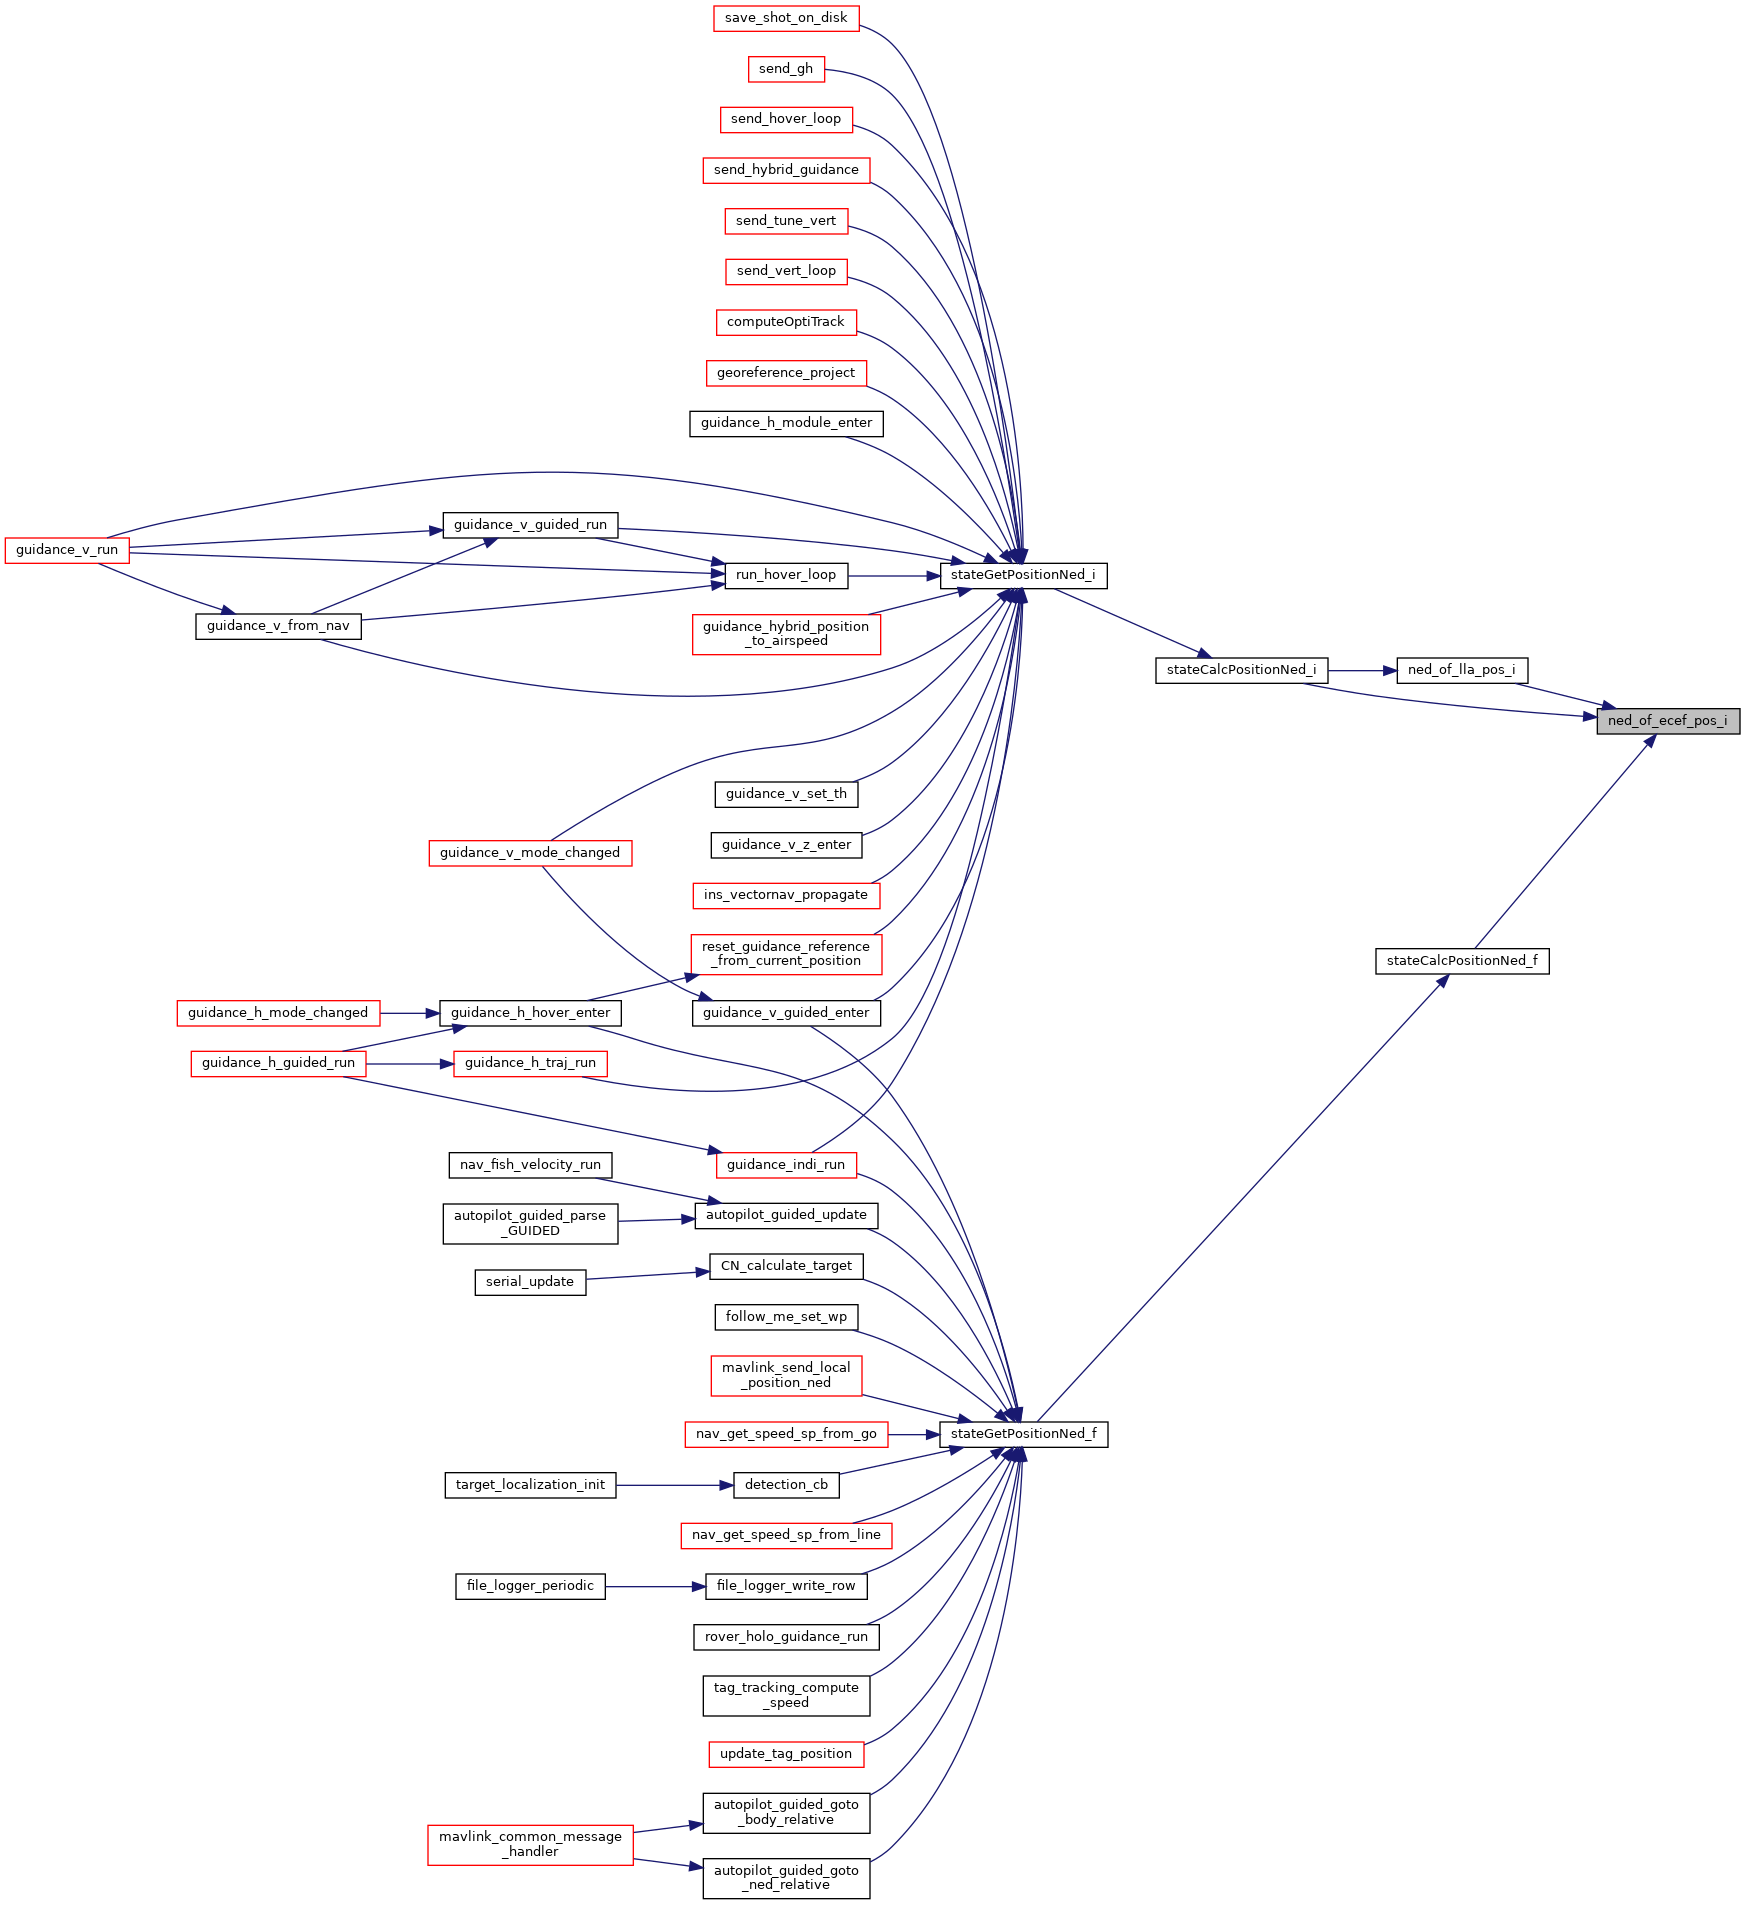 save_shot_on_disk
send_gh
send_hover_loop
send_hybrid_guidance
send_tune_vert
send_vert_loop
computeOptiTrack
georeference_project
guidance_h_module_enter
guidance_v_guided_run
guidance_v_run
run_hover_loop
stateGetPositionNed_i
guidance_v_from_nav
guidance_hybrid_position
_to_airspeed
stateCalcPositionNed_i
ned_of_lla_pos_i
ned_of_ecef_pos_i
guidance_v_set_th
guidance_v_z_enter
guidance_v_mode_changed
ins_vectornav_propagate
reset_guidance_reference
_from_current_position
stateCalcPositionNed_f
guidance_h_mode_changed
guidance_h_hover_enter
guidance_v_guided_enter
guidance_h_guided_run
guidance_h_traj_run
nav_fish_velocity_run
guidance_indi_run
autopilot_guided_parse
_GUIDED
autopilot_guided_update
serial_update
CN_calculate_target
follow_me_set_wp
mavlink_send_local
_position_ned
nav_get_speed_sp_from_go
stateGetPositionNed_f
target_localization_init
detection_cb
nav_get_speed_sp_from_line
file_logger_periodic
file_logger_write_row
rover_holo_guidance_run
tag_tracking_compute
_speed
update_tag_position
autopilot_guided_goto
_body_relative
mavlink_common_message
_handler
autopilot_guided_goto
_ned_relative